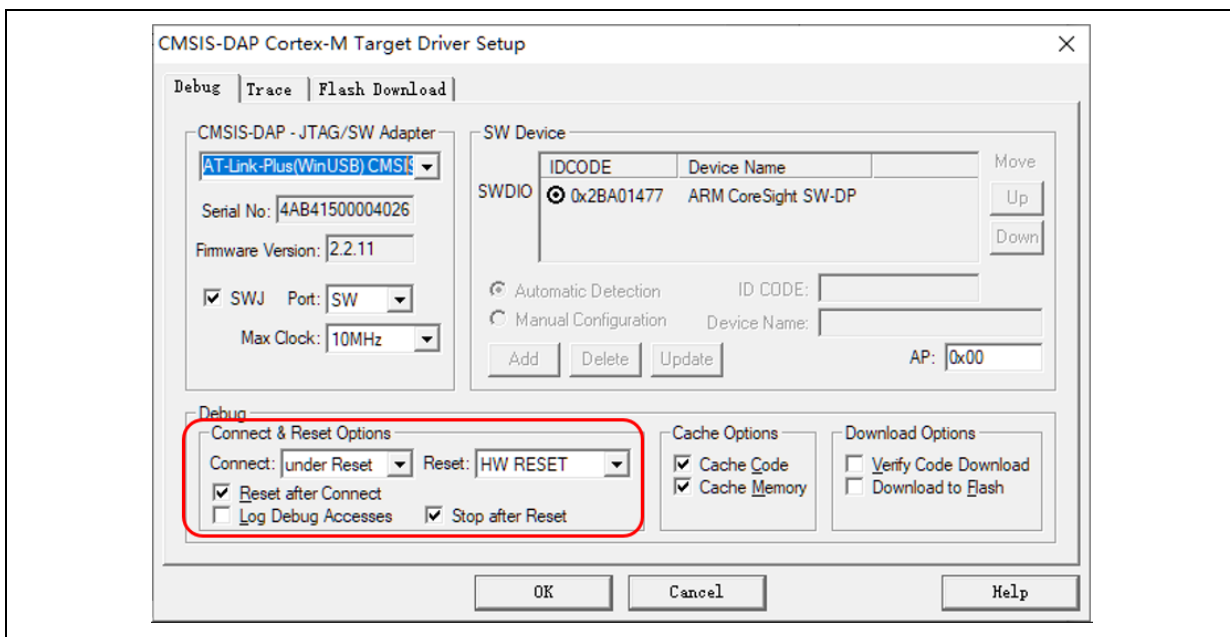 CMSIS-DAP Cortex-M Target Driver Setup
Debug Trace Flash Download
CMSIS-DAP - JTAG/SW Adapter
AT-Link-Plus(WinUSB) CMSIS
Serial No: 4AB41500004026
Firmware Version: 2.2.11
SWJ Port: SW
Max Clock: 10MHz
SW Device
IDCODE Device Name
SWDIO 0x2BA01477 ARM CoreSight SW-DP
Move
Up
Down
Automatic Detection ID CODE:
Manual Configuration Device Name:
Add Delete Update AP: 0x00
Debug
Connect & Reset Options
Connect: under Reset Reset: HW RESET
Reset after Connect
Log Debug Accesses Stop after Reset
Cache Options
Cache Code
Cache Memory
Download Options
Verify Code Download
Download to Flash
OK Cancel Help